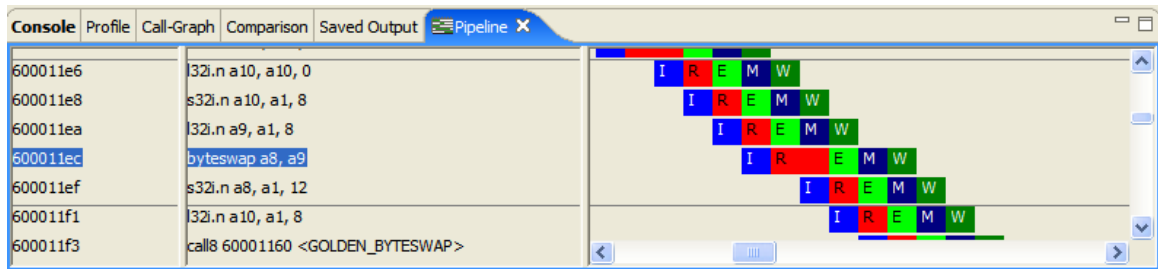 Console Profile Call-Graph Comparison Saved Output Pipeline
600011e6 l32i.n a10, a10, 0 I R E M W
600011e8 s32i.n a10, a1, 8 I R E M W
600011ea l32i.n a9, a1, 8 I R E M W
600011ec byteswap a8, a9 I R E M W
600011ef s32i.n a8, a1, 12 I R E M W
600011f1 l32i.n a10, a1, 8 I R E M W
600011f3 call8 60001160 <GOLDEN_BYTESWAP>